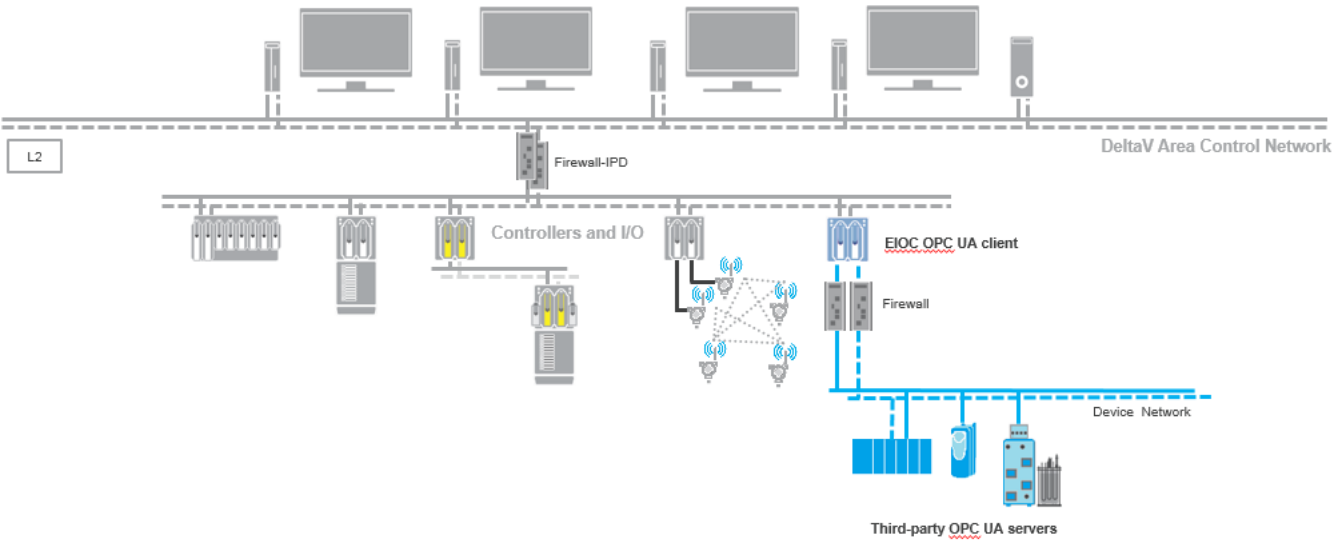 DeltaV Area Control Network
L2
Firewall-IPD
Controllers and I/O
EIOC OPC UA client
Firewall
Device Network
Third-party OPC UA servers